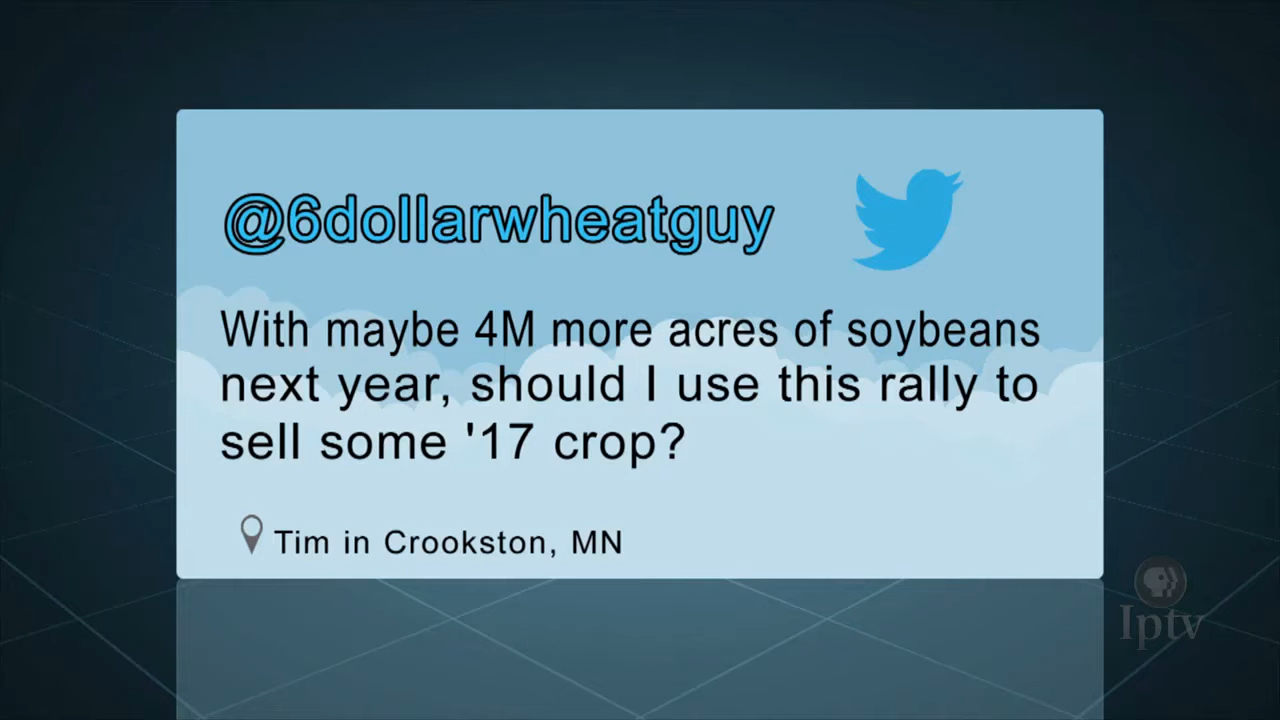 @6dollarwheatguy
With maybe 4M more acres of soybeans
next year, should I use this rally to
sell some '17 crop?
Tim in Crookston, MN
Iptv